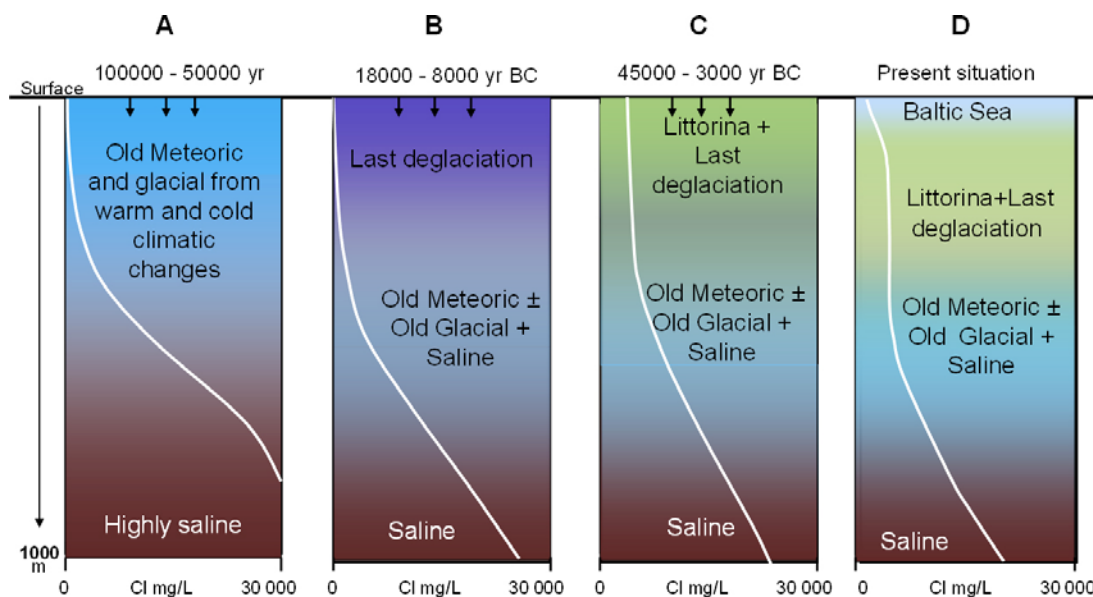 A
B
C
D
100000 - 50000 yr
18000 - 8000 yr BC
45000 - 3000 yr BC
Present situation
Surface
Old Meteoric
and glacial from
warm and cold
climatic
changes
Highly saline
Last deglaciation
Old Meteoric ±
Old Glacial +
Saline
Saline
Littorina +
Last
deglaciation
Old Meteoric ±
Old Glacial +
Saline
Saline
Baltic Sea
Littorina+Last
deglaciation
Old Meteoric ±
Old Glacial +
Saline
Saline
1000
m
0 Cl mg/L 30 000
0 Cl mg/L 30 000
0 Cl mg/L 30 000
0 Cl mg/L 30 000